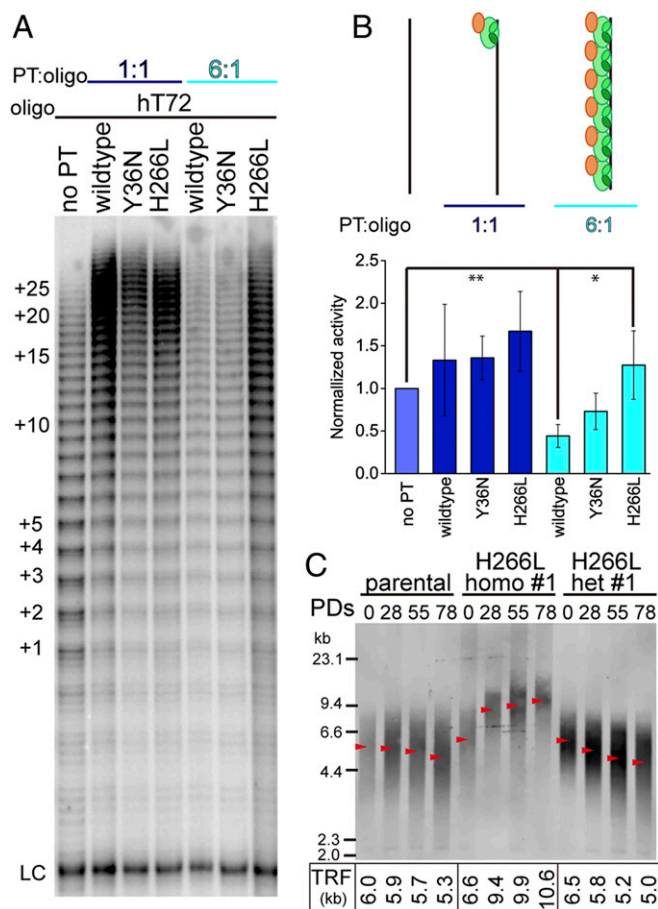 A
PT:oligo 1:1 6:1
oligo hT72
no PT wildtype Y36N H266L wildtype Y36N H266L
+25
+20
+15
+10
+5
+4
+3
+2
+1
LC
B
PT:oligo 1:1 6:1
** *
2.5
2.0
1.5
1.0
0.5
0.0
Normallized activity
no PT wildtype Y36N H266L wildtype Y36N H266L
C
parental H266L homo #1 H266L het #1
PDs 0 28 55 78 0 28 55 78 0 28 55 78
kb
23.1
9.4
6.6
4.4
2.3
2.0
TRF (kb) 6.0 5.9 5.7 5.3 6.6 9.4 9.9 10.6 6.5 5.8 5.2 5.0